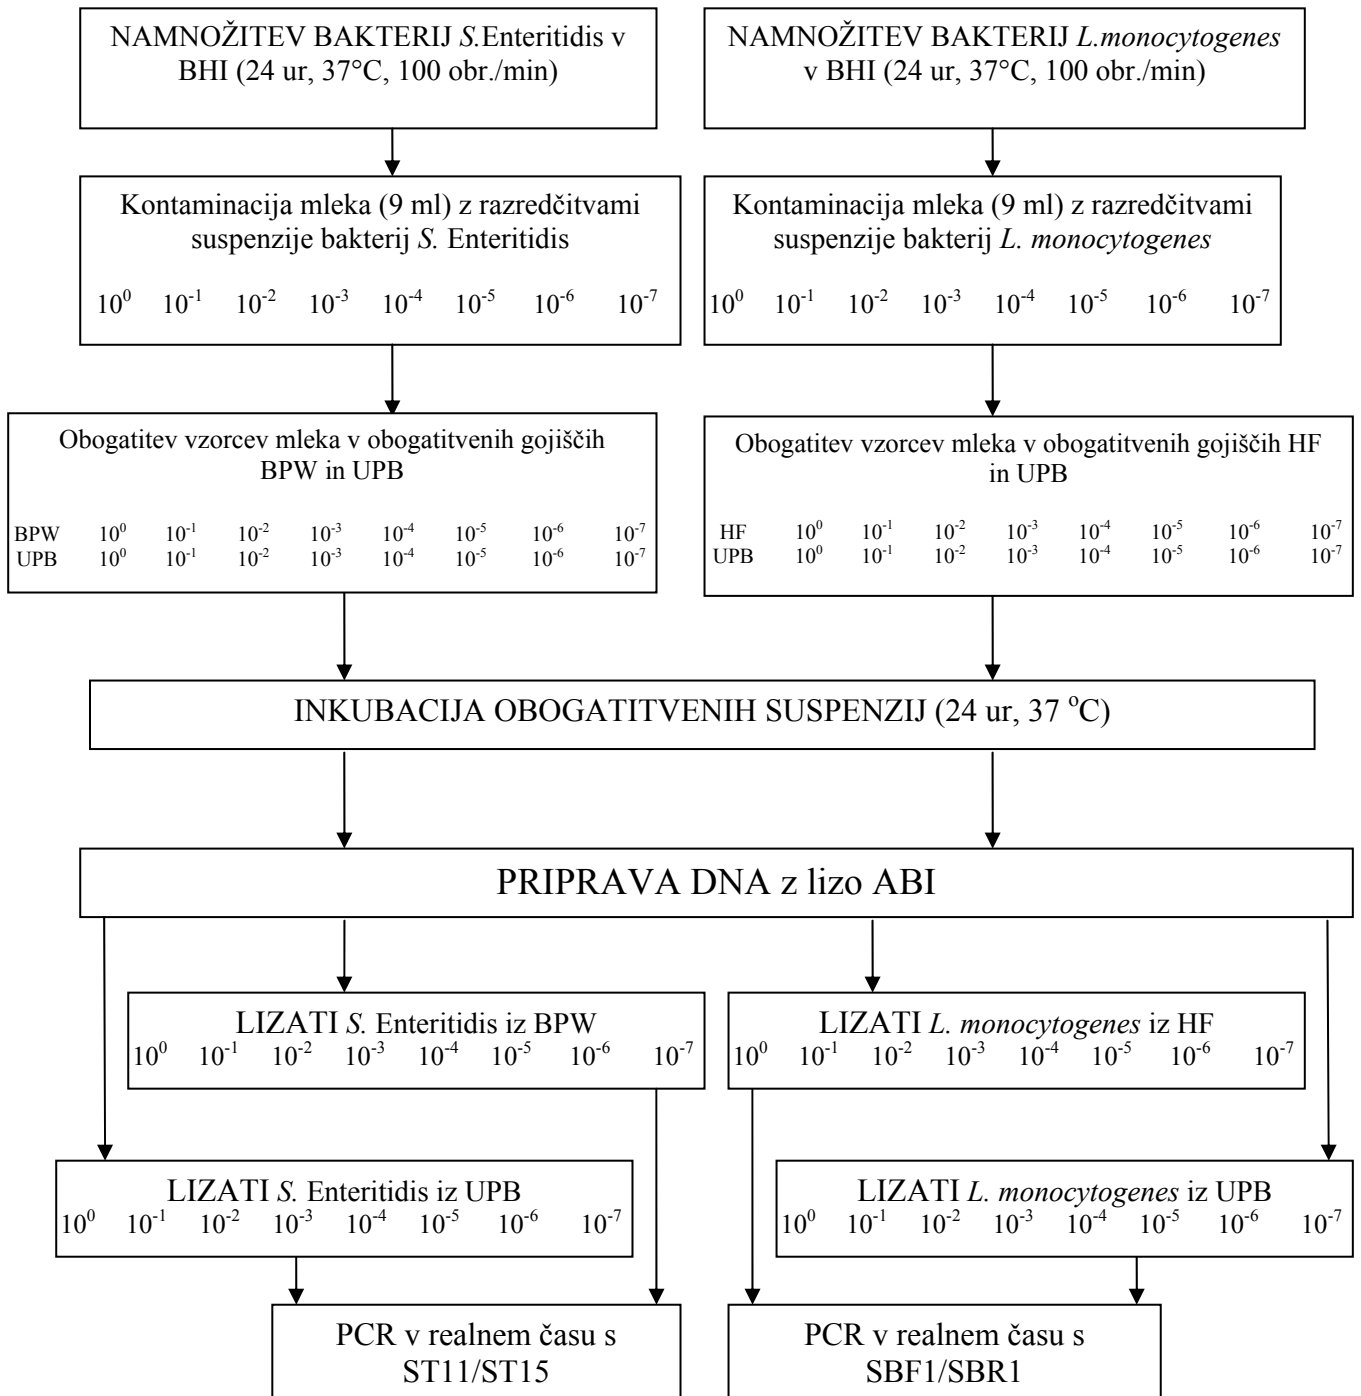 NAMNOŽITEV BAKTERIJ S.Enteritidis v
BHI (24 ur, 37°C, 100 obr./min)
NAMNOŽITEV BAKTERIJ L.monocytogenes
v BHI (24 ur, 37°C, 100 obr./min)
Kontaminacija mleka (9 ml) z razredčitvami
suspenzije bakterij S. Enteritidis
10⁰ 10⁻¹ 10⁻² 10⁻³ 10⁻⁴ 10⁻⁵ 10⁻⁶ 10⁻⁷
Kontaminacija mleka (9 ml) z razredčitvami
suspenzije bakterij L. monocytogenes
10⁰ 10⁻¹ 10⁻² 10⁻³ 10⁻⁴ 10⁻⁵ 10⁻⁶ 10⁻⁷
Obogatitev vzorcev mleka v obogatitvenih gojiščih
BPW in UPB
BPW 10⁰ 10⁻¹ 10⁻² 10⁻³ 10⁻⁴ 10⁻⁵ 10⁻⁶ 10⁻⁷
UPB 10⁰ 10⁻¹ 10⁻² 10⁻³ 10⁻⁴ 10⁻⁵ 10⁻⁶ 10⁻⁷
Obogatitev vzorcev mleka v obogatitvenih gojiščih HF
in UPB
HF 10⁰ 10⁻¹ 10⁻² 10⁻³ 10⁻⁴ 10⁻⁵ 10⁻⁶ 10⁻⁷
UPB 10⁰ 10⁻¹ 10⁻² 10⁻³ 10⁻⁴ 10⁻⁵ 10⁻⁶ 10⁻⁷
INKUBACIJA OBOGATITVENIH SUSPENZIJ (24 ur, 37 °C)
PRIPRAVA DNA z lizo ABI
LIZATI S. Enteritidis iz BPW
10⁰ 10⁻¹ 10⁻² 10⁻³ 10⁻⁴ 10⁻⁵ 10⁻⁶ 10⁻⁷
LIZATI L. monocytogenes iz HF
10⁰ 10⁻¹ 10⁻² 10⁻³ 10⁻⁴ 10⁻⁵ 10⁻⁶ 10⁻⁷
LIZATI S. Enteritidis iz UPB
10⁰ 10⁻¹ 10⁻² 10⁻³ 10⁻⁴ 10⁻⁵ 10⁻⁶ 10⁻⁷
LIZATI L. monocytogenes iz UPB
10⁰ 10⁻¹ 10⁻² 10⁻³ 10⁻⁴ 10⁻⁵ 10⁻⁶ 10⁻⁷
PCR v realnem času s
ST11/ST15
PCR v realnem času s
SBF1/SBR1